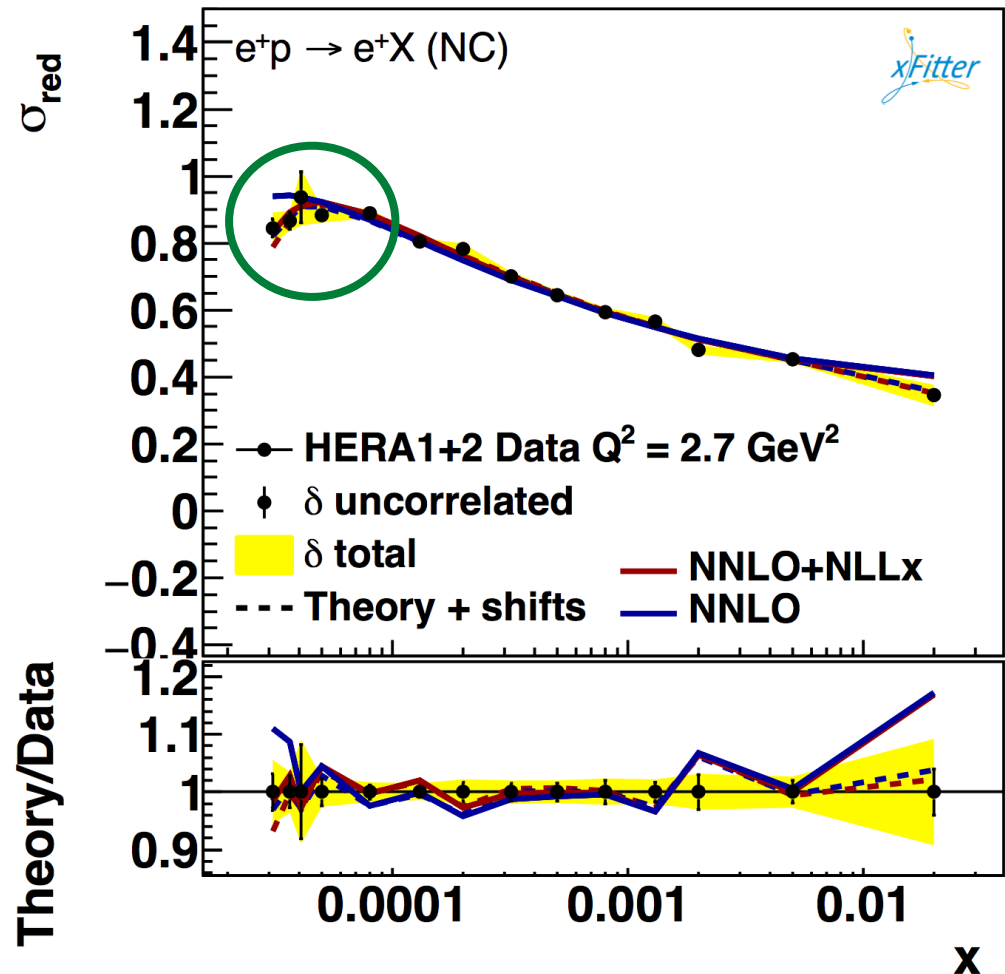 σred
e⁺p → e⁺X (NC)
xFitter
1.4
1.2
1
0.8
0.6
0.4
0.2
0
−0.2
−0.4
HERA1+2 Data Q² = 2.7 GeV²
δ uncorrelated
δ total
Theory + shifts
NNLO+NLLx
NNLO
Theory/Data
1.2
1.1
1
0.9
0.0001 0.001 0.01
x